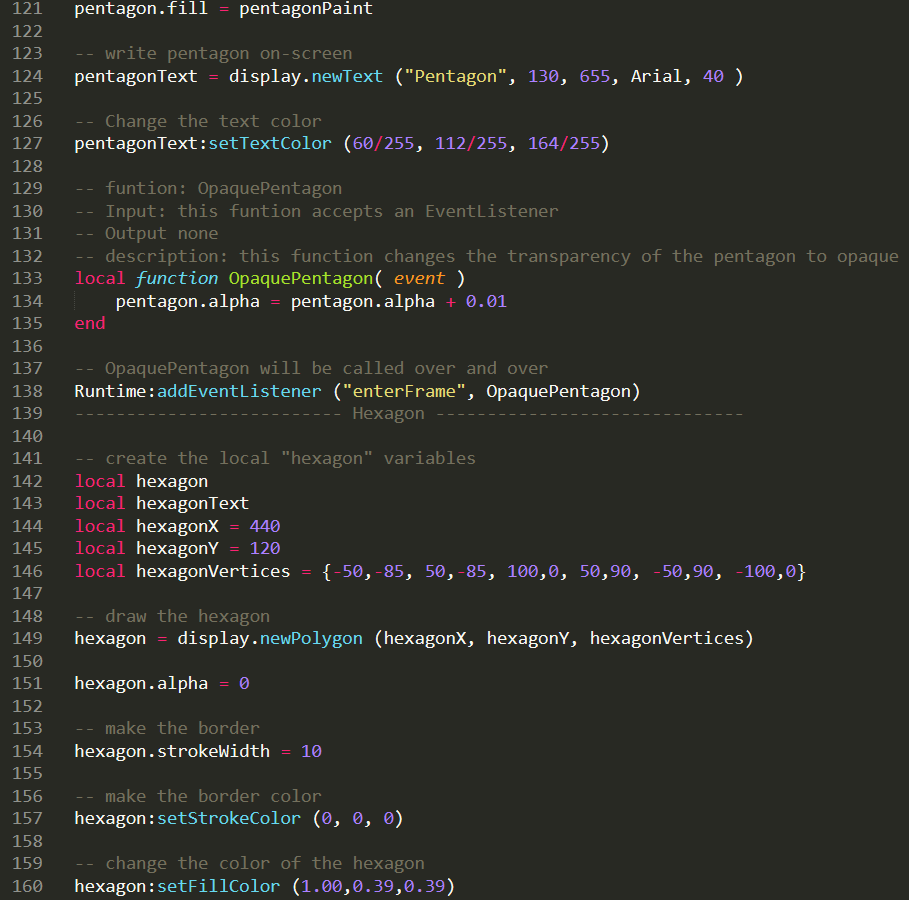 121 pentagon.fill = pentagonPaint
122
123 -- write pentagon on-screen
124 pentagonText = display.newText ("Pentagon", 130, 655, Arial, 40 )
125
126 -- Change the text color
127 pentagonText:setTextColor (60/255, 112/255, 164/255)
128
129 -- funtion: OpaquePentagon
130 -- Input: this funtion accepts an EventListener
131 -- Output none
132 -- description: this function changes the transparency of the pentagon to opaque
133 local function OpaquePentagon( event )
134     pentagon.alpha = pentagon.alpha + 0.01
135 end
136
137 -- OpaquePentagon will be called over and over
138 Runtime:addEventListener ("enterFrame", OpaquePentagon)
139 -------------------------- Hexagon ------------------------------
140
141 -- create the local "hexagon" variables
142 local hexagon
143 local hexagonText
144 local hexagonX = 440
145 local hexagonY = 120
146 local hexagonVertices = {-50,-85, 50,-85, 100,0, 50,90, -50,90, -100,0}
147
148 -- draw the hexagon
149 hexagon = display.newPolygon (hexagonX, hexagonY, hexagonVertices)
150
151 hexagon.alpha = 0
152
153 -- make the border
154 hexagon.strokeWidth = 10
155
156 -- make the border color
157 hexagon:setStrokeColor (0, 0, 0)
158
159 -- change the color of the hexagon
160 hexagon:setFillColor (1.00,0.39,0.39)